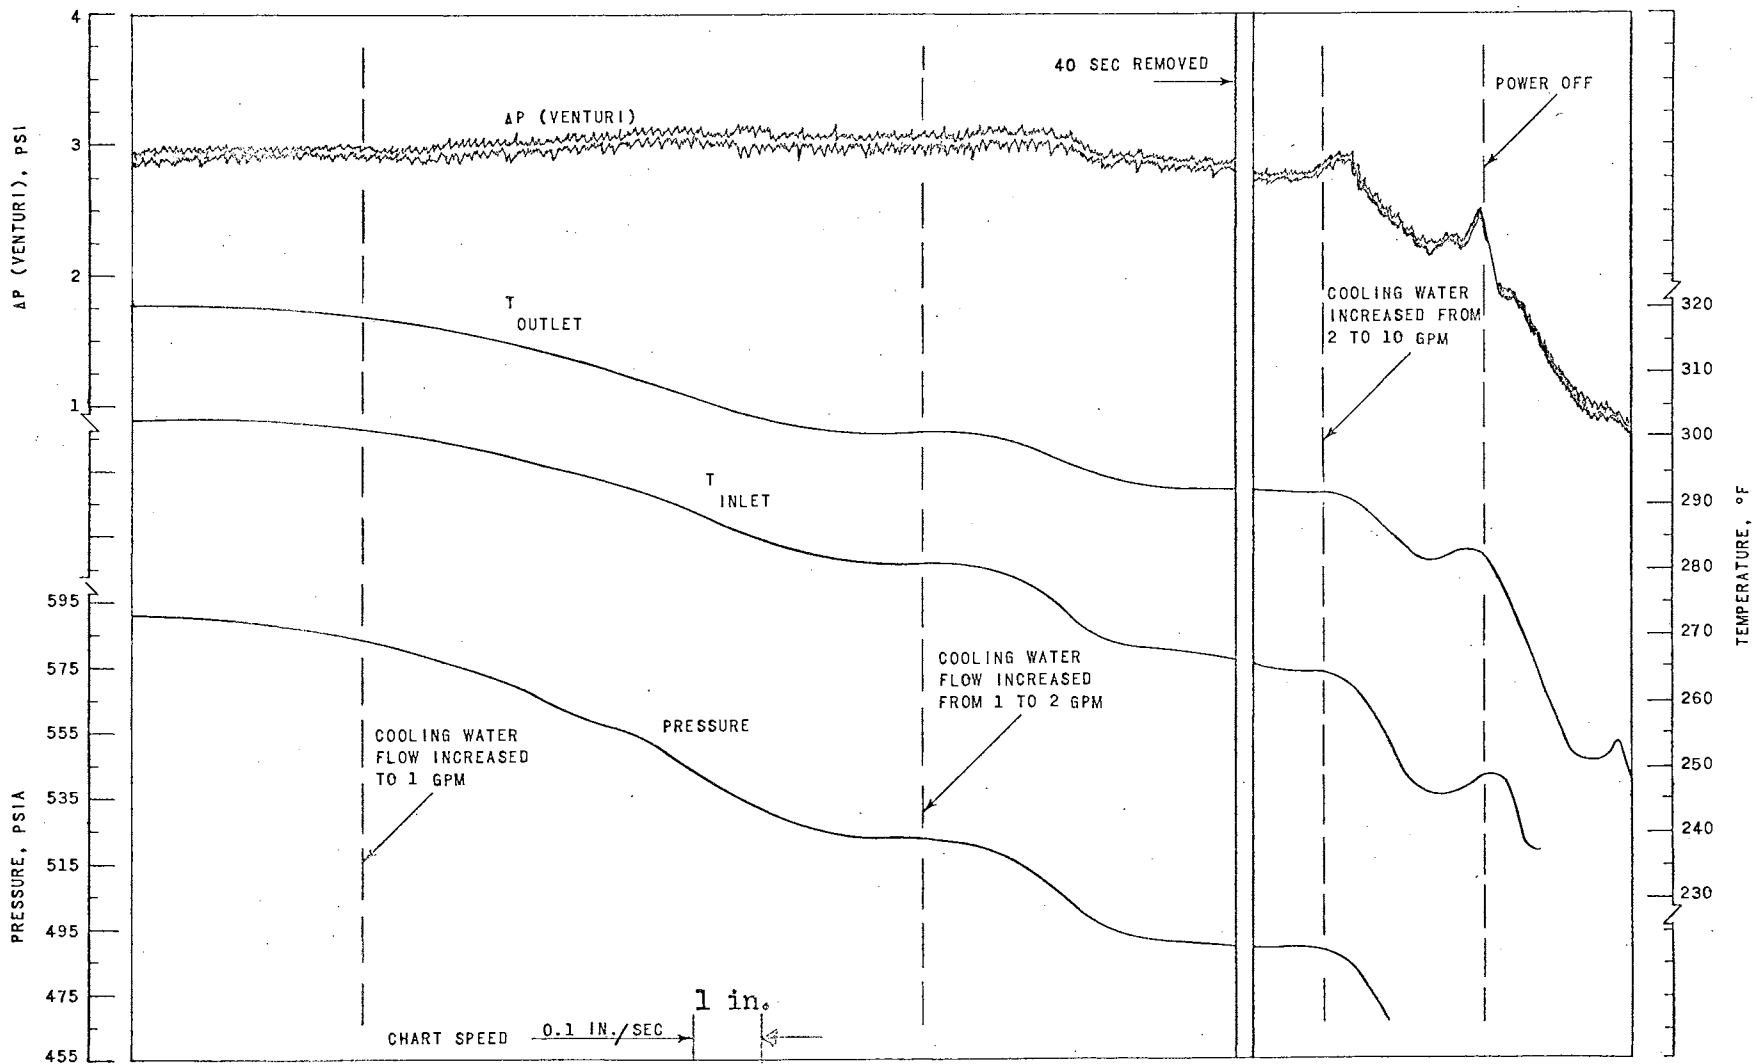 4
3
2
1
ΔP (VENTURI), PSI
595
575
555
535
515
495
475
455
PRESSURE, PSIA
ΔP (VENTURI)
40 SEC REMOVED
POWER OFF
T OUTLET
T INLET
PRESSURE
COOLING WATER
FLOW INCREASED
TO 1 GPM
COOLING WATER
FLOW INCREASED
FROM 1 TO 2 GPM
COOLING WATER
INCREASED FROM
2 TO 10 GPM
CHART SPEED 0.1 IN./SEC
1 in.
320
310
300
290
280
270
260
250
240
230
TEMPERATURE, °F